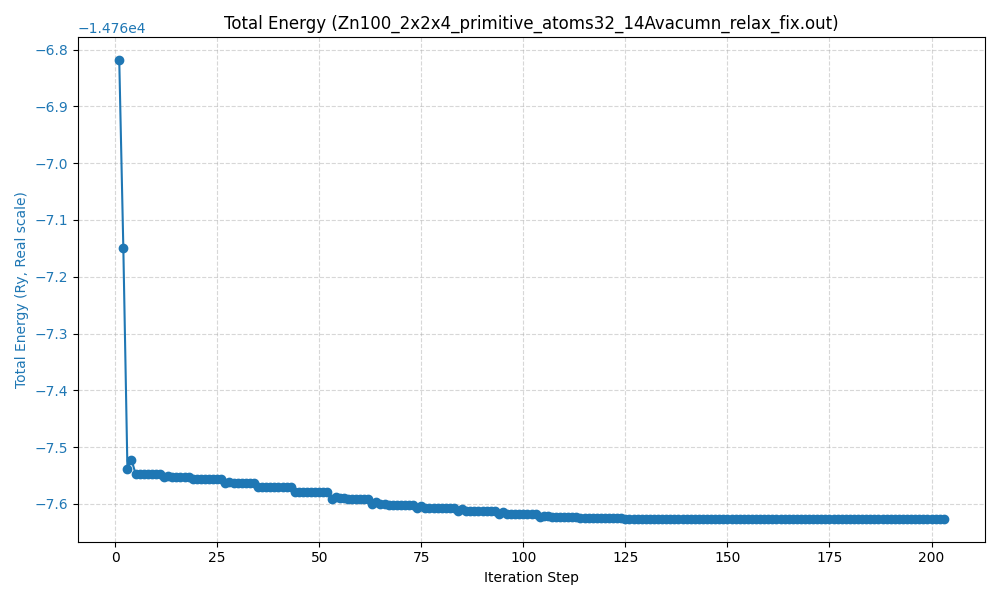 Total Energy (Zn100_2x2x4_primitive_atoms32_14Avacumn_relax_fix.out)
−1.476e4
−6.8
−6.9
−7.0
−7.1
−7.2
−7.3
−7.4
−7.5
−7.6
Total Energy (Ry, Real scale)
0 25 50 75 100 125 150 175 200
Iteration Step